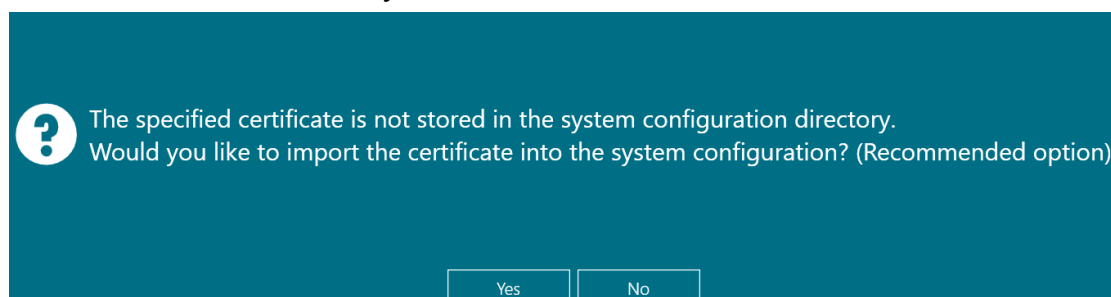 The specified certificate is not stored in the system configuration directory.
Would you like to import the certificate into the system configuration? (Recommended option)
Yes No